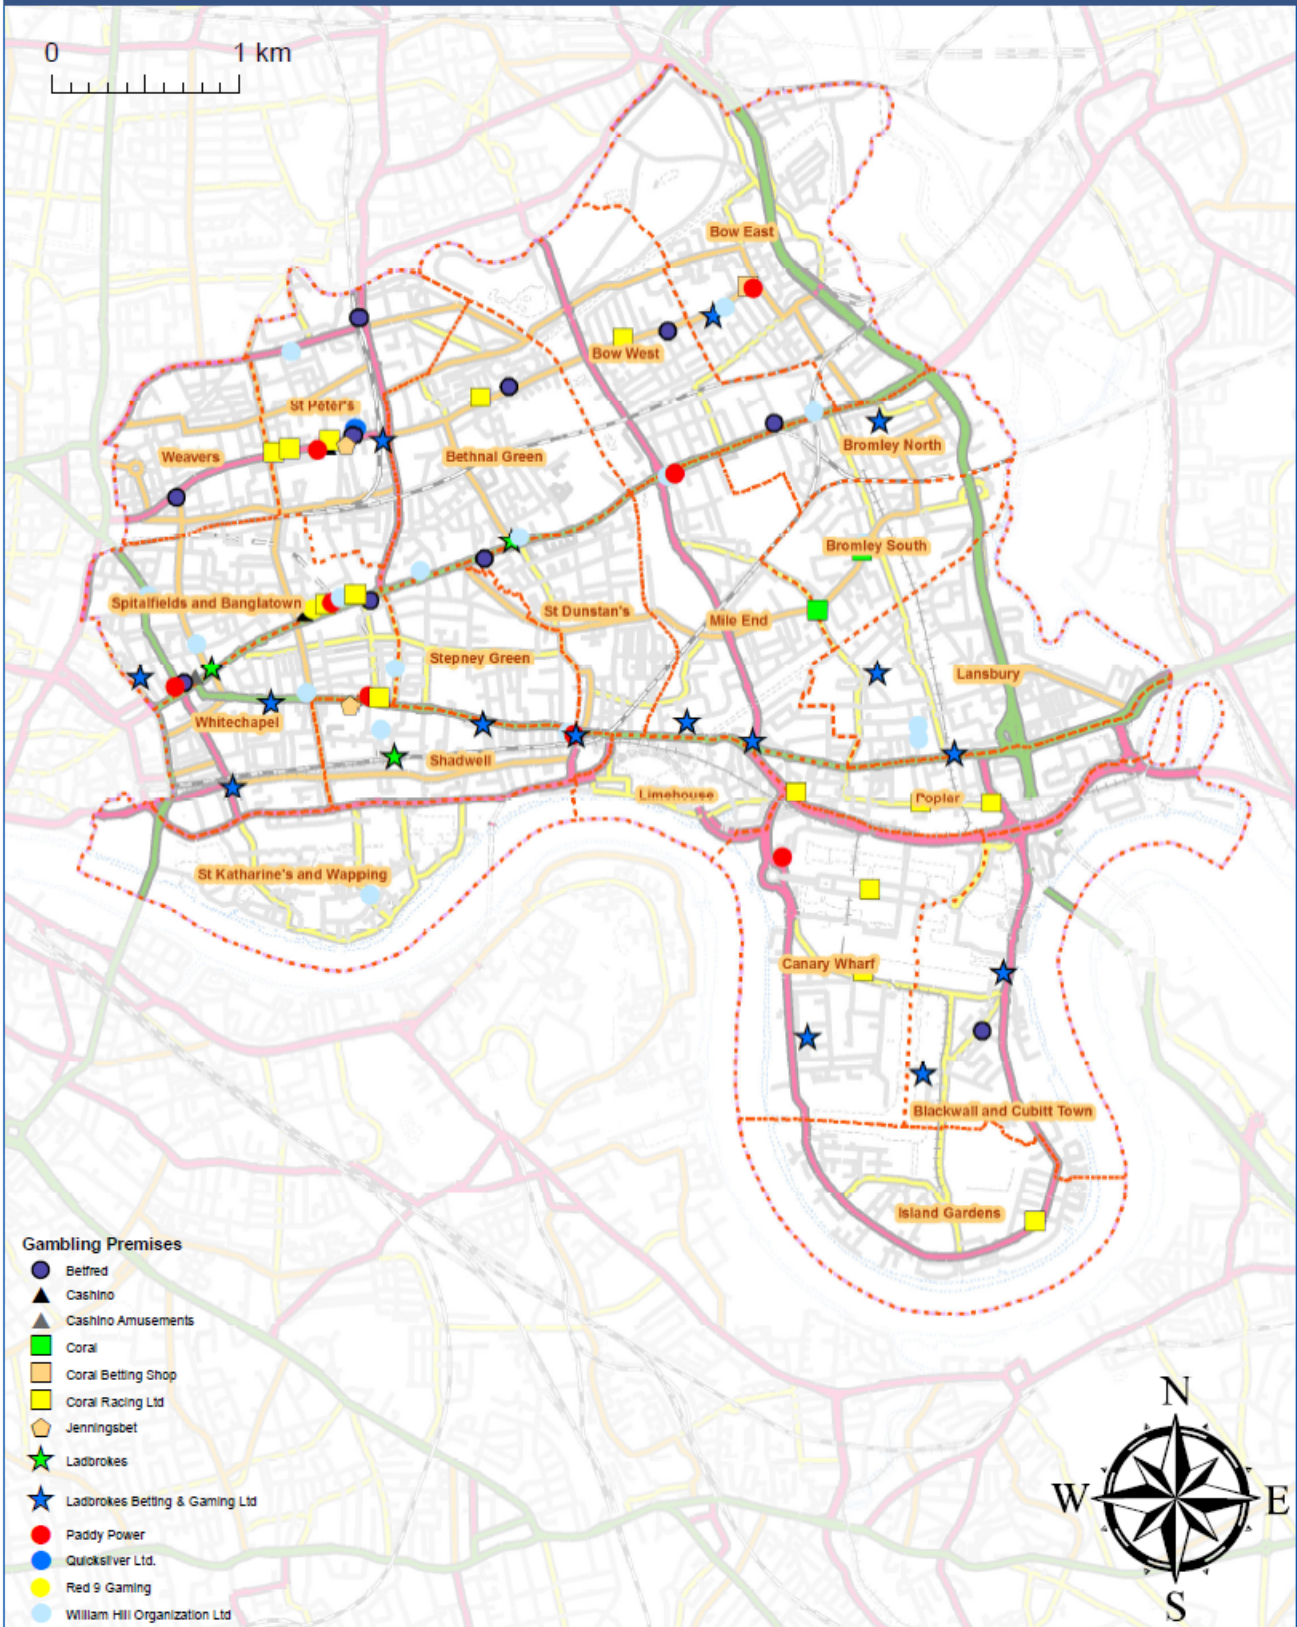 0 1 km
Bow East
Bow West
St Peter's
Weavers
Bethnal Green
Bromley North
Bromley South
Spitalfields and Banglatown
St Dunstan's
Mile End
Stepney Green
Lansbury
Whitechapel
Shadwell
Limehouse
Poplar
St Katharine's and Wapping
Canary Wharf
Blackwall and Cubitt Town
Island Gardens
Gambling Premises
Betfred
Cashino
Cashino Amusements
Coral
Coral Betting Shop
Coral Racing Ltd
Jenningsbet
Ladbrokes
Ladbrokes Betting & Gaming Ltd
Paddy Power
Quicksilver Ltd.
Red 9 Gaming
William Hill Organization Ltd
N
W E
S